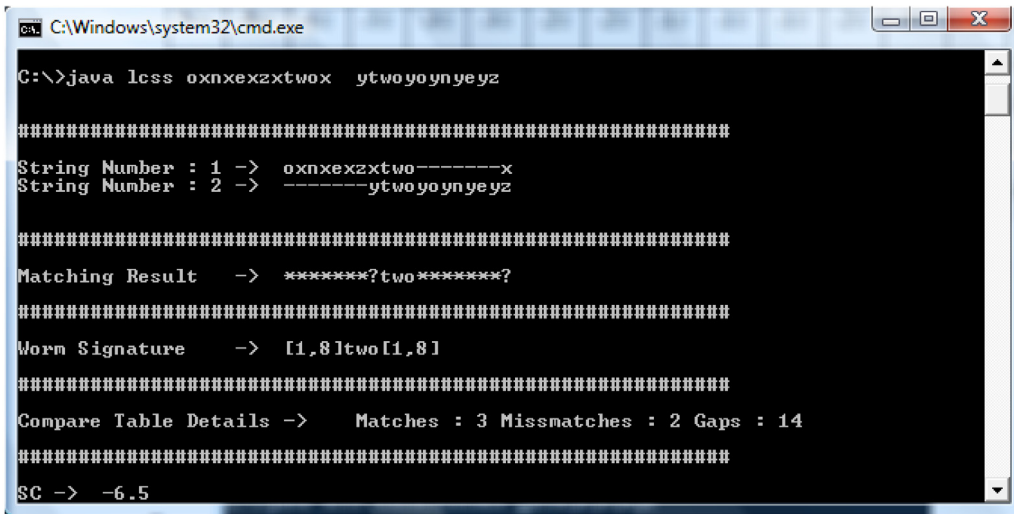 C:\Windows\system32\cmd.exe
C:\>java lcss oxnxexzxtwox  ytwoyoynyeyz
###########################################################
String Number : 1 ->  oxnxexzxtwo-------x
String Number : 2 ->  -------ytwoyoynyeyz
###########################################################
Matching Result   ->  *******?two*******?
###########################################################
Worm Signature    ->  [1,8]two[1,8]
###########################################################
Compare Table Details ->    Matches : 3 Missmatches : 2 Gaps : 14
###########################################################
SC ->  -6.5